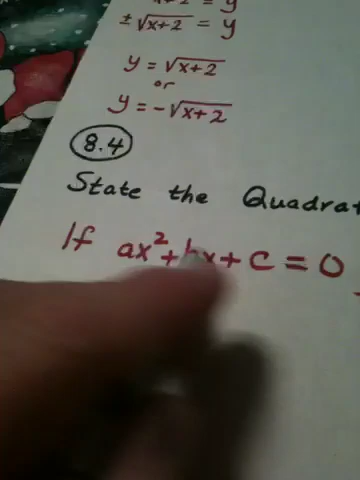 ± √x+2 = y
y = √x+2
or
y = -√x+2
8.4
State the
If ax² + bx + c = 0